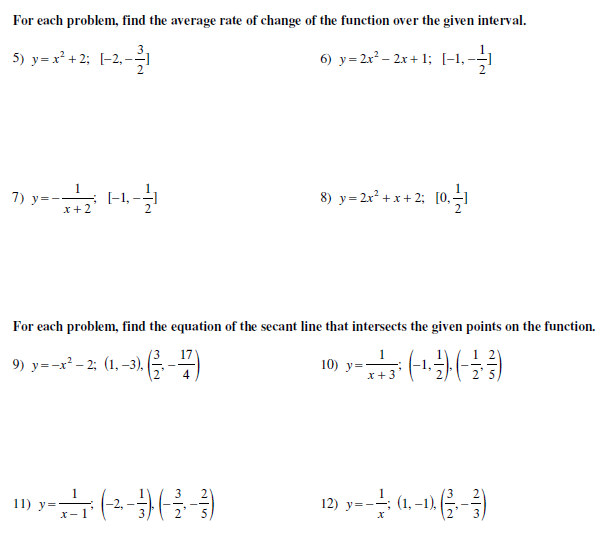 For each problem, find the average rate of change of the function over the given interval.
5) y = x² + 2; [−2, −3/2]
6) y = 2x² − 2x + 1; [−1, −1/2]
7) y = −1/(x + 2); [−1, −1/2]
8) y = 2x² + x + 2; [0, 1/2]
For each problem, find the equation of the secant line that intersects the given points on the function.
9) y = −x² − 2; (1, −3), (3/2, −17/4)
10) y = 1/(x + 3); (−1, 1/2), (−1/2, 2/5)
11) y = 1/(x − 1); (−2, −1/3), (−3/2, −2/5)
12) y = −1/x; (1, −1), (3/2, −2/3)